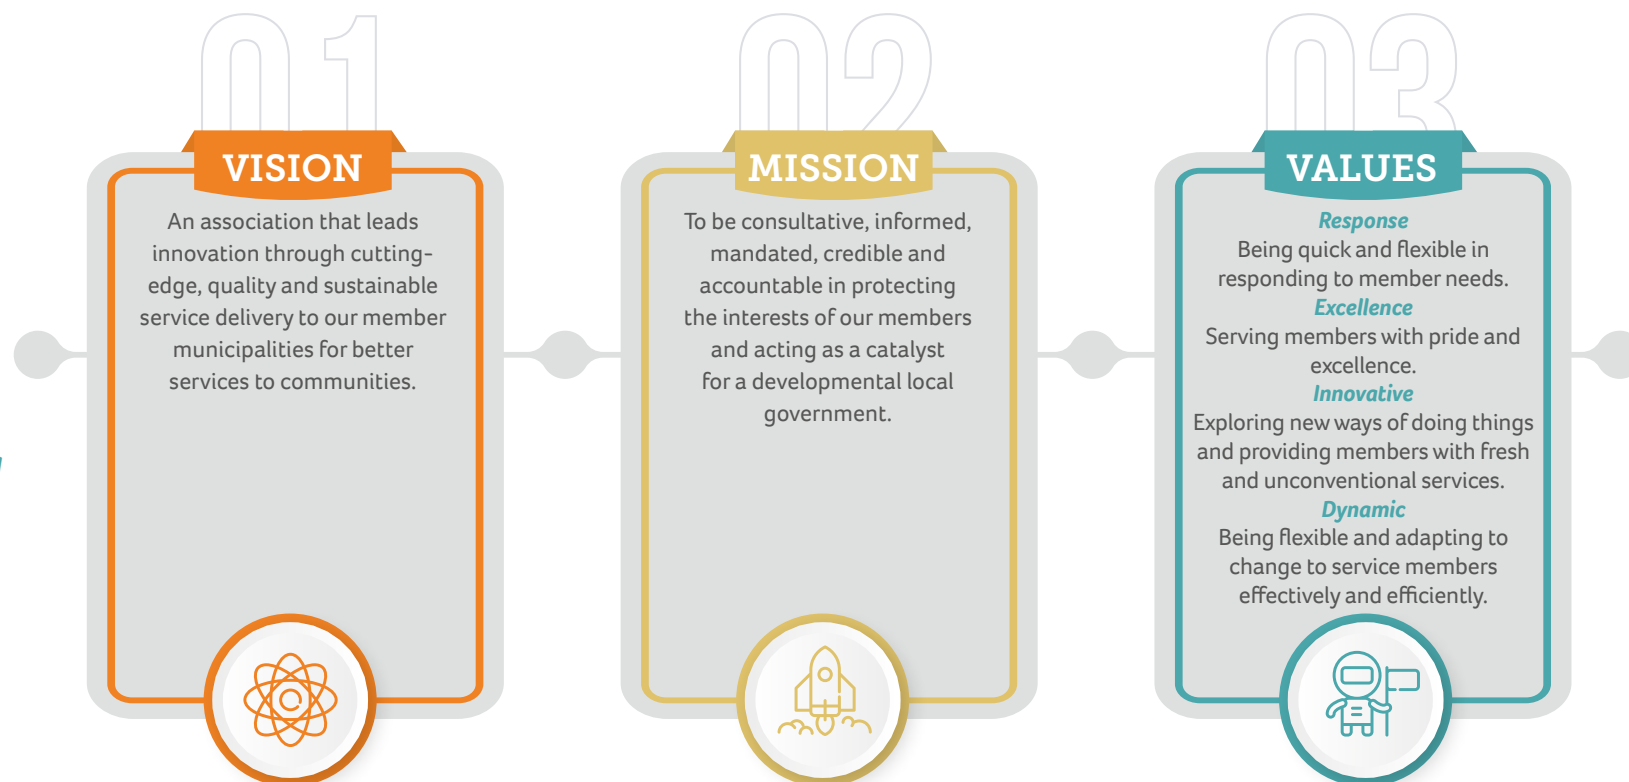 01
VISION
An association that leads
innovation through cutting-
edge, quality and sustainable
service delivery to our member
municipalities for better
services to communities.
02
MISSION
To be consultative, informed,
mandated, credible and
accountable in protecting
the interests of our members
and acting as a catalyst
for a developmental local
government.
03
VALUES
Response
Being quick and flexible in
responding to member needs.
Excellence
Serving members with pride and
excellence.
Innovative
Exploring new ways of doing things
and providing members with fresh
and unconventional services.
Dynamic
Being flexible and adapting to
change to service members
effectively and efficiently.